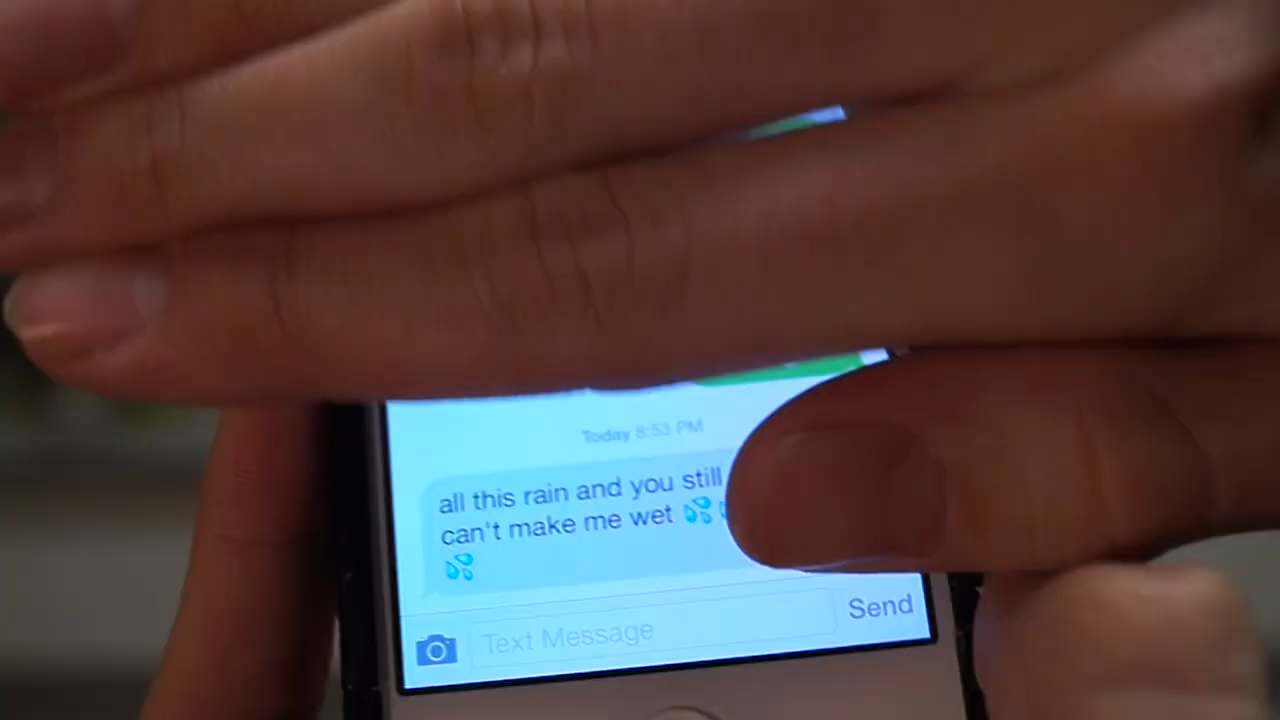 Today 8:53 PM
all this rain and you still
can't make me wet 💦
💦
Text Message
Send